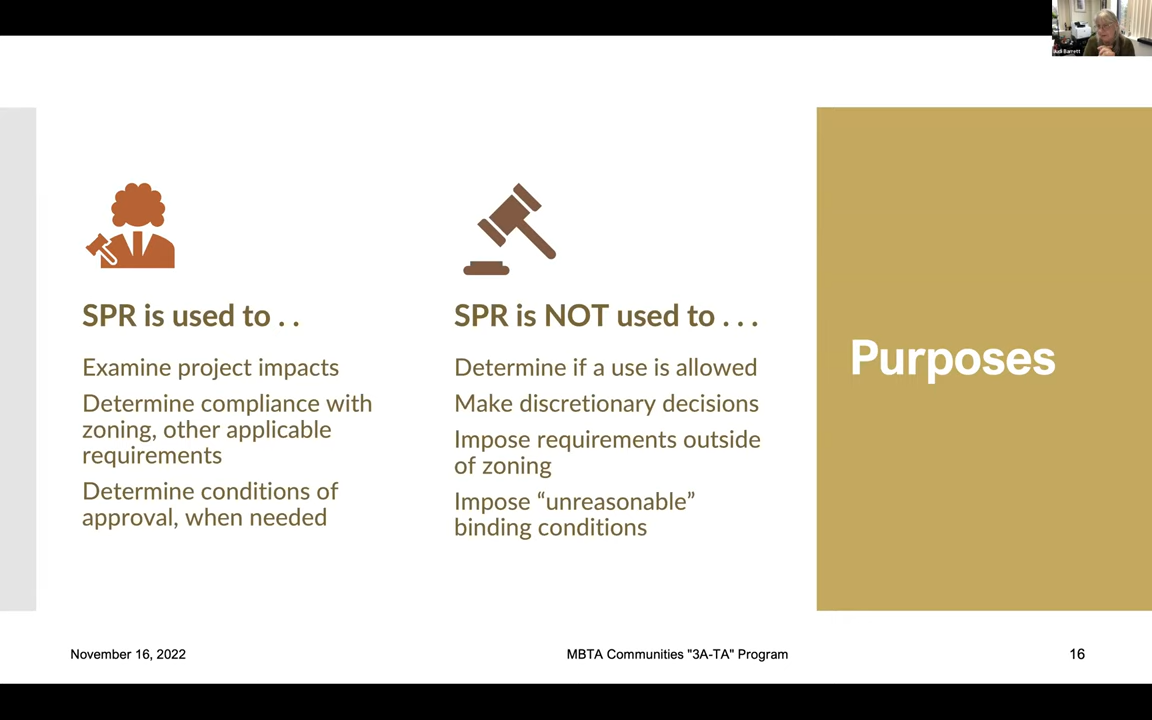 Judi Barrett
SPR is used to . .
Examine project impacts
Determine compliance with
zoning, other applicable
requirements
Determine conditions of
approval, when needed
SPR is NOT used to . . .
Determine if a use is allowed
Make discretionary decisions
Impose requirements outside
of zoning
Impose “unreasonable”
binding conditions
Purposes
November 16, 2022
MBTA Communities "3A-TA" Program
16